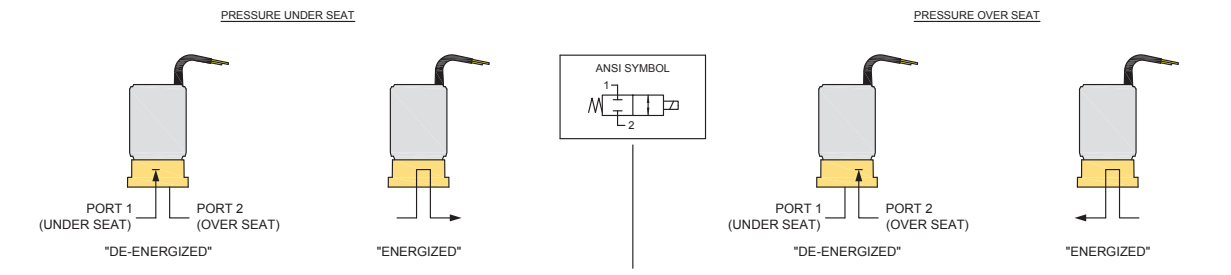 PRESSURE UNDER SEAT
PORT 1
(UNDER SEAT)
PORT 2
(OVER SEAT)
"DE-ENERGIZED"
"ENERGIZED"
ANSI SYMBOL
1
2
PRESSURE OVER SEAT
PORT 1
(UNDER SEAT)
PORT 2
(OVER SEAT)
"DE-ENERGIZED"
"ENERGIZED"